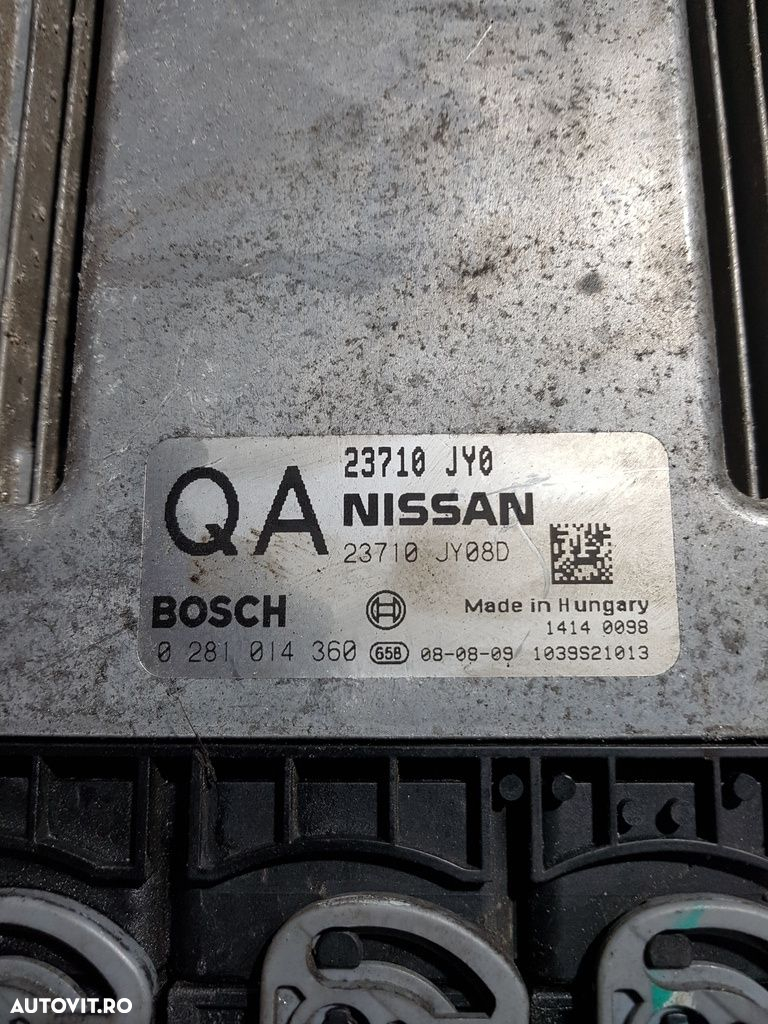 QA
23710 JY0
NISSAN
23710 JY08D
BOSCH
Made in Hungary
1414 0098
0 281 014 360 658 08-08-09 1039S21013
AUTOVIT.RO